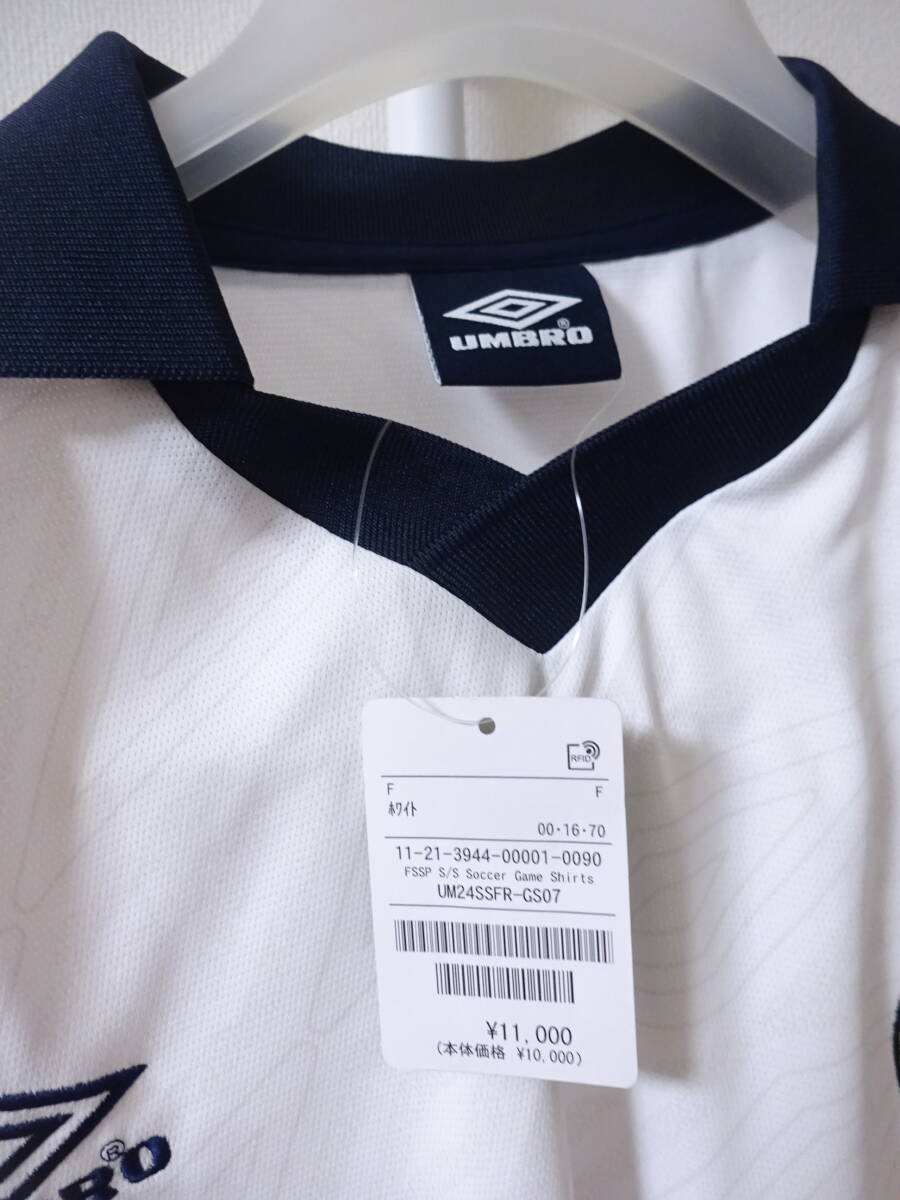 UMBRO®
RFID
F F
ホワイト
00・16・70
11-21-3944-00001-0090
FSSP S/S Soccer Game Shirts
UM24SSFR-GS07
¥11,000
(本体価格 ¥10,000)
®
BRO